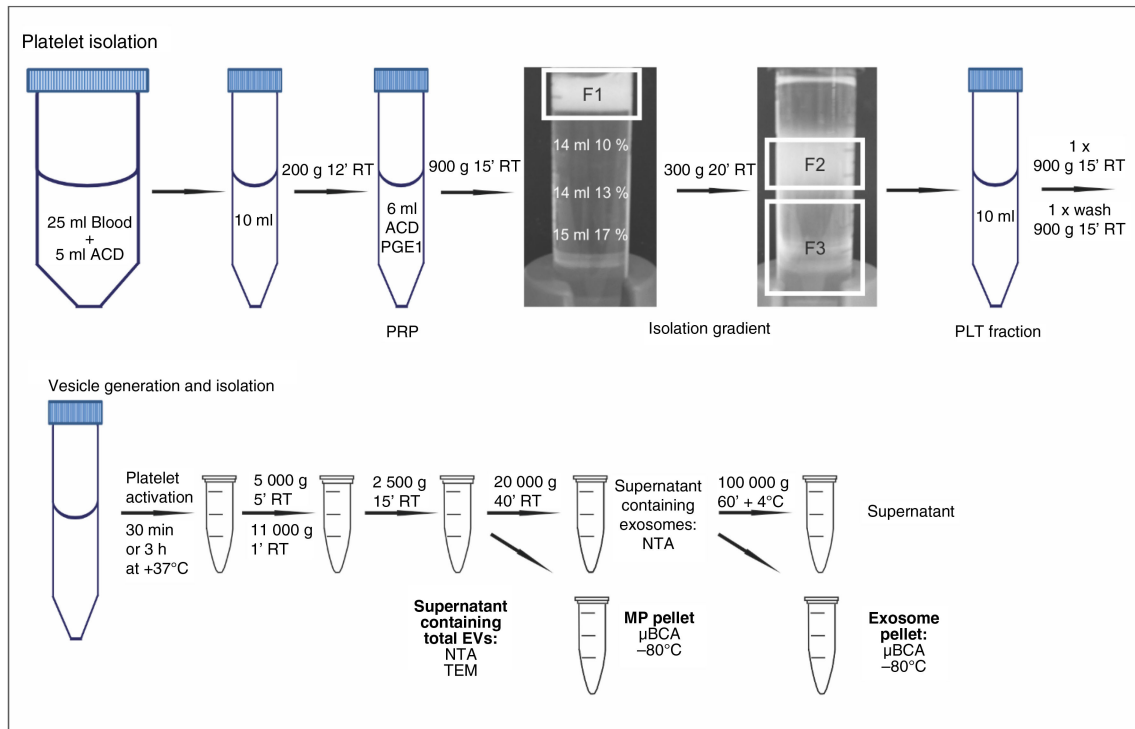 Platelet isolation
25 ml Blood
+
5 ml ACD
10 ml
200 g 12’ RT
6 ml
ACD
PGE1
PRP
900 g 15’ RT
F1
14 ml 10 %
14 ml 13 %
15 ml 17 %
300 g 20’ RT
F2
F3
Isolation gradient
10 ml
PLT fraction
1 x
900 g 15’ RT
1 x wash
900 g 15’ RT
Vesicle generation and isolation
Platelet
activation
30 min
or 3 h
at +37°C
5 000 g
5’ RT
11 000 g
1’ RT
2 500 g
15’ RT
Supernatant
containing
total EVs:
NTA
TEM
20 000 g
40’ RT
MP pellet
µBCA
–80°C
Supernatant
containing
exosomes:
NTA
100 000 g
60’ + 4°C
Supernatant
Exosome
pellet:
µBCA
–80°C